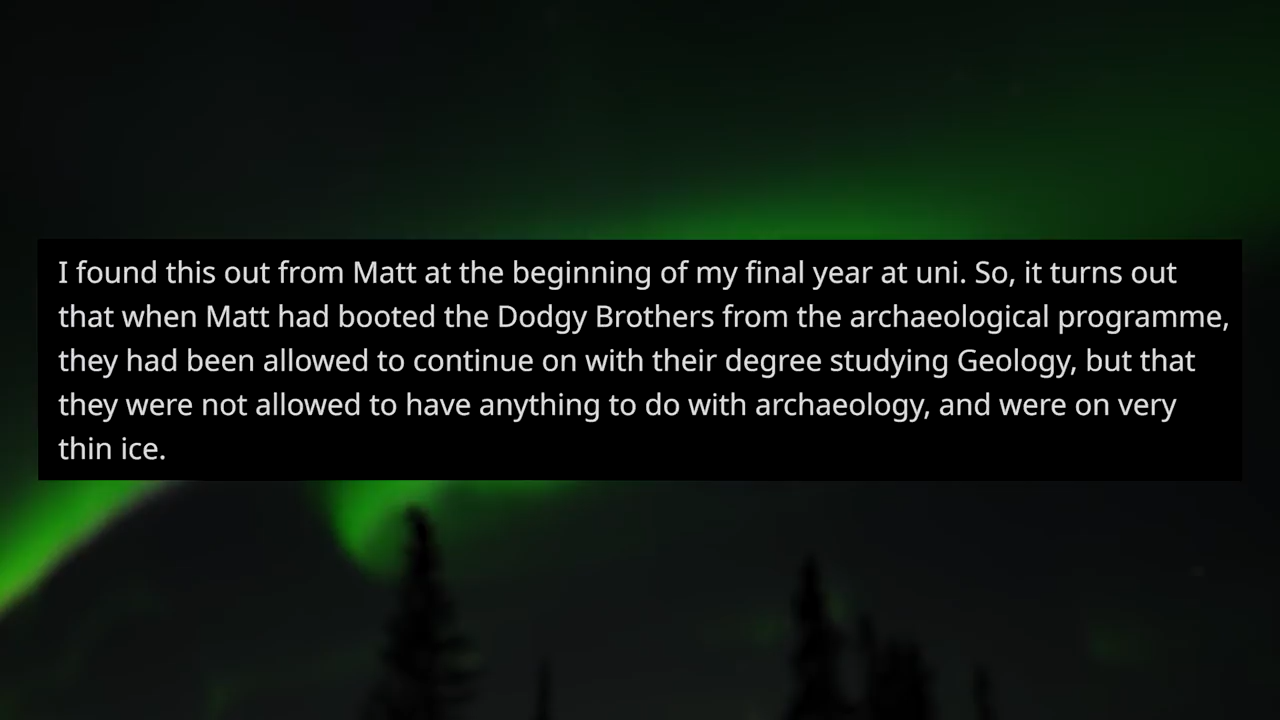 I found this out from Matt at the beginning of my final year at uni. So, it turns out
that when Matt had booted the Dodgy Brothers from the archaeological programme,
they had been allowed to continue on with their degree studying Geology, but that
they were not allowed to have anything to do with archaeology, and were on very
thin ice.